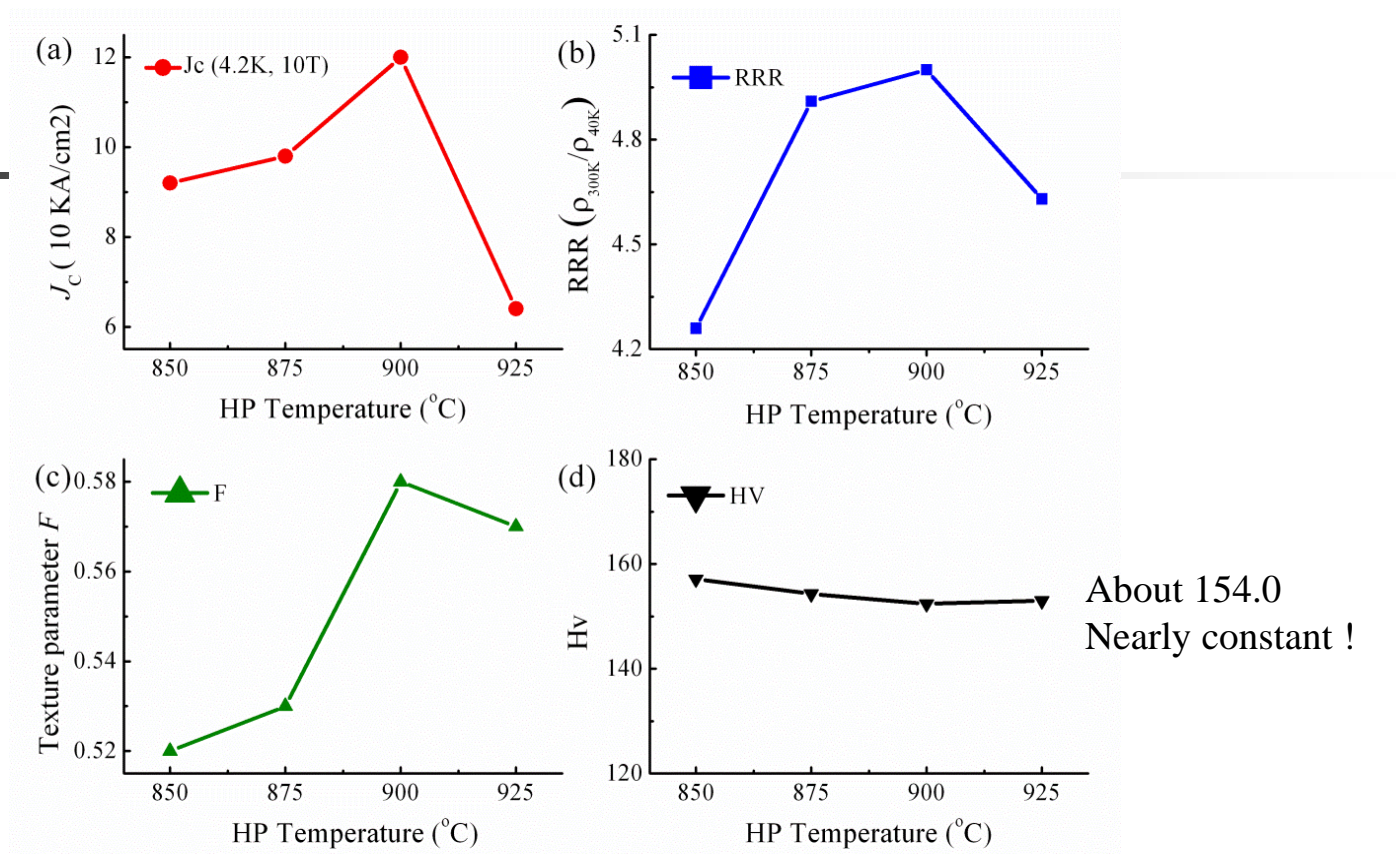 (a)
Jc (4.2K, 10T)
12
10
8
6
J_C ( 10 KA/cm2)
850 875 900 925
HP Temperature (°C)
(b)
RRR
5.1
4.8
4.5
4.2
RRR (ρ_300K/ρ_40K)
850 875 900 925
HP Temperature (°C)
(c)
F
0.58
0.56
0.54
0.52
Texture parameter F
850 875 900 925
HP Temperature (°C)
(d)
HV
180
160
140
120
Hv
850 875 900 925
HP Temperature (°C)
About 154.0
Nearly constant !